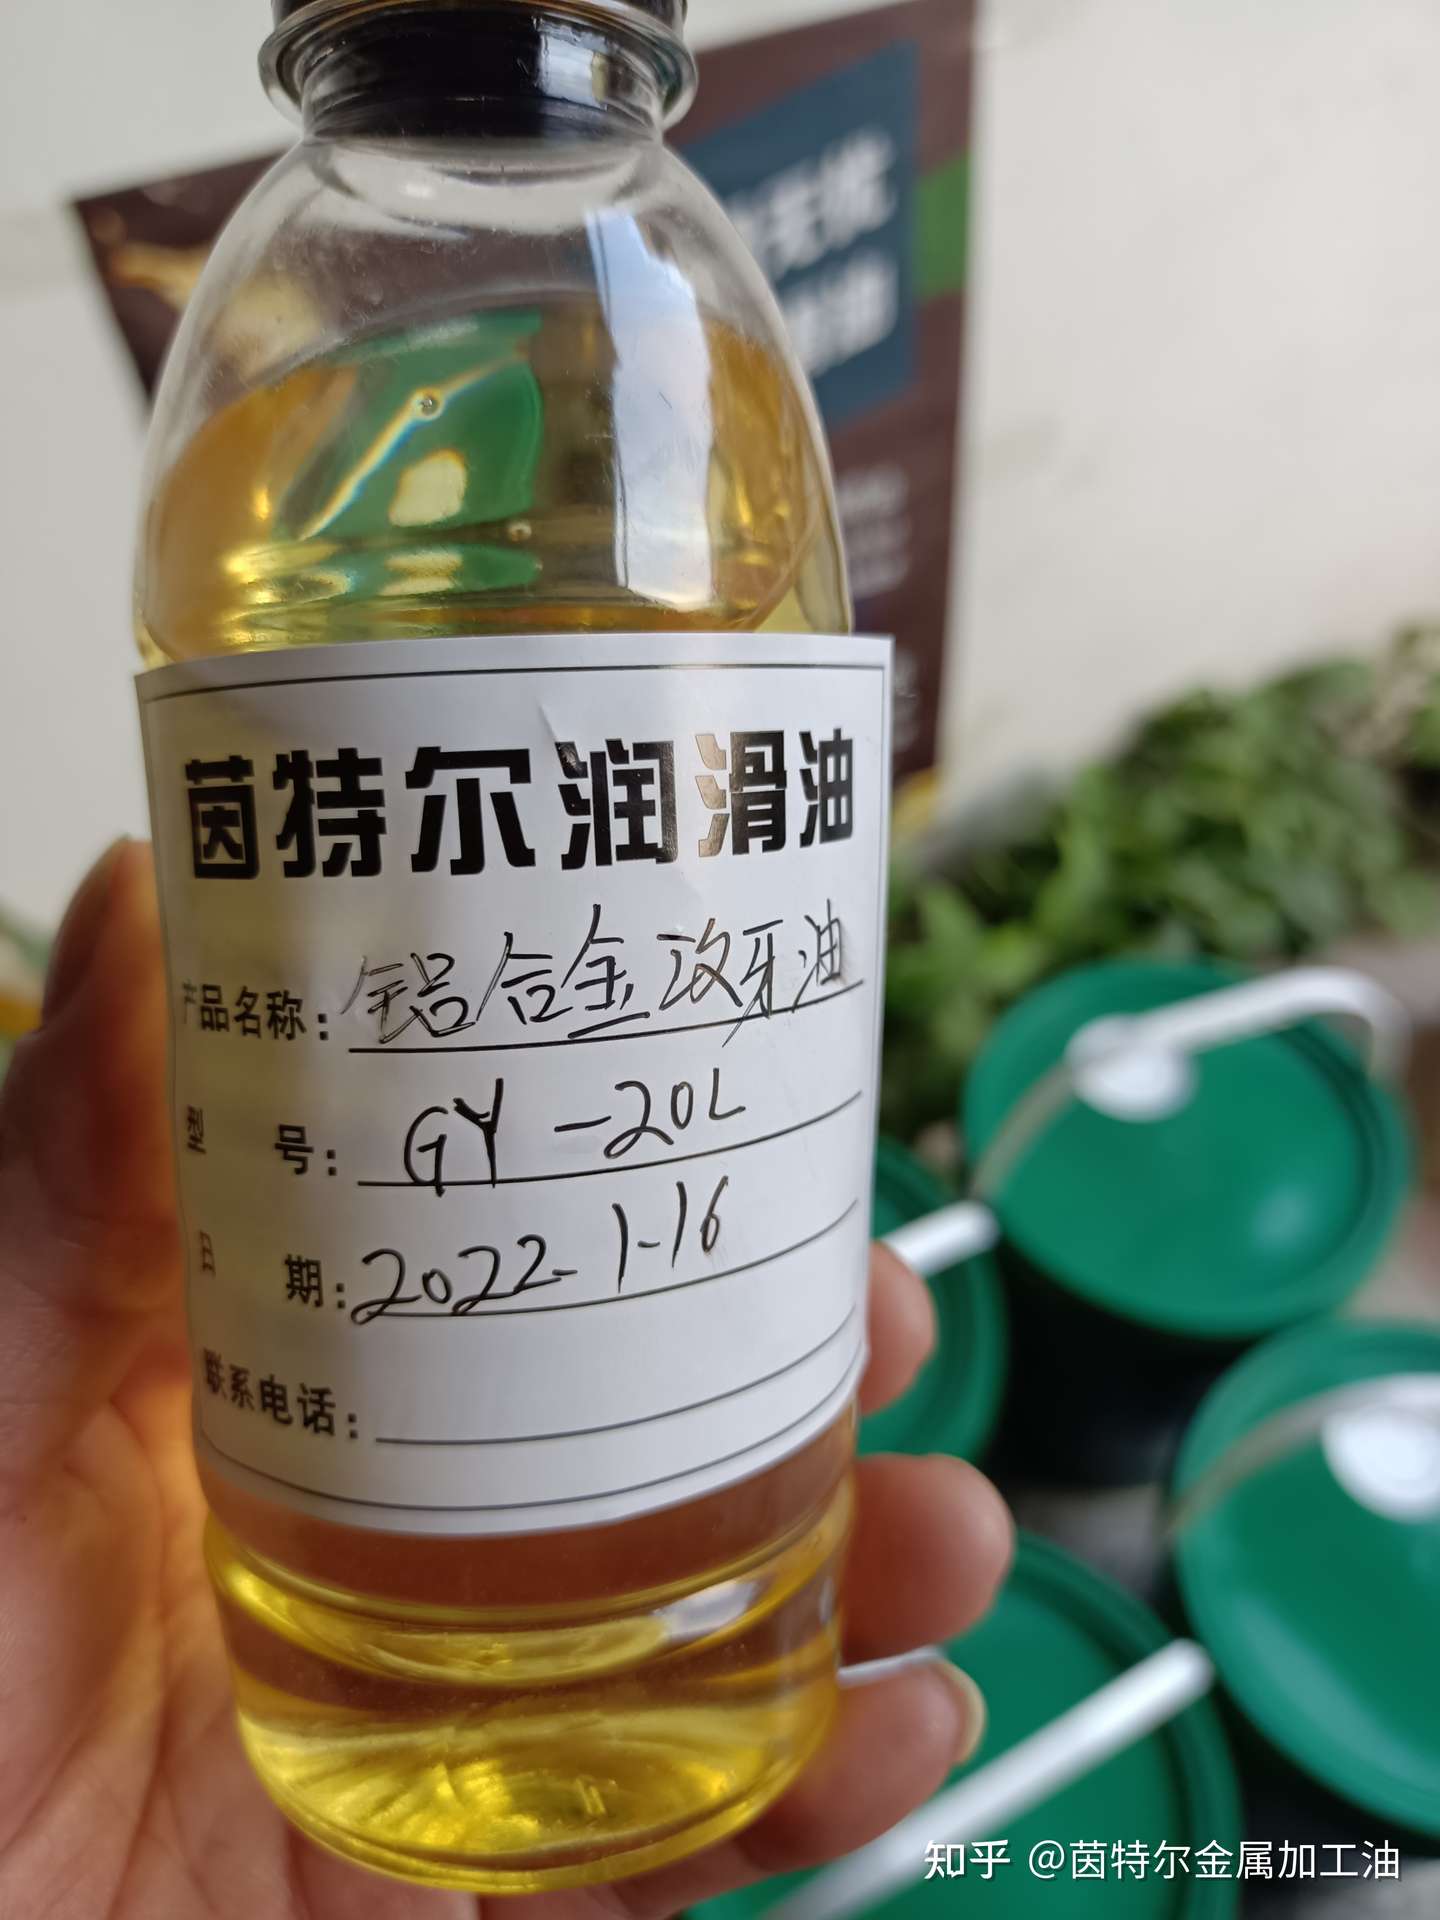 茵特尔润滑油
产品名称：铝合金攻牙油
型号：GY-20L
日期：2022.1-16
联系电话：
知乎 @茵特尔金属加工油